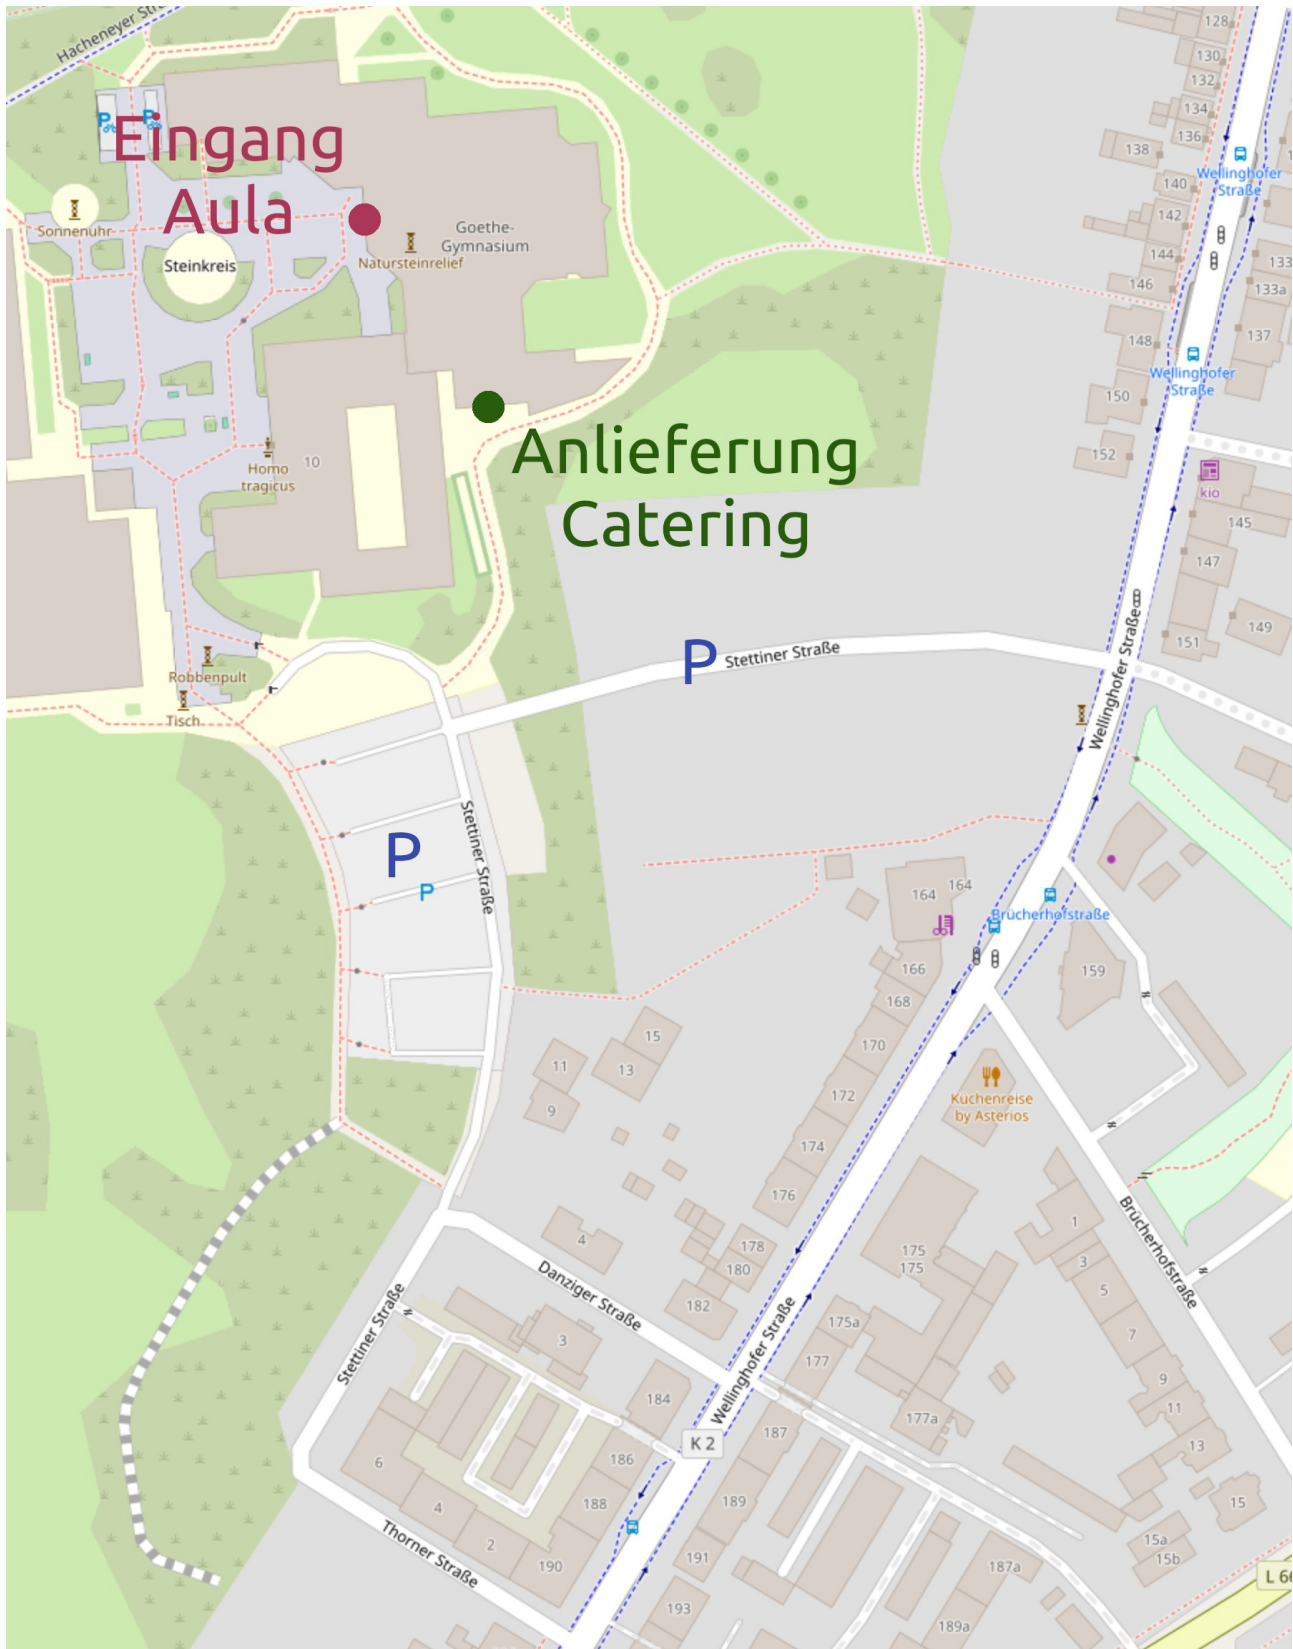 Hacheneyer Stra
128
130
132
134
136
138
Eingang
Aula
Wellinghofer
Straße
140
142
144
146
Sonnenuhr
Steinkreis
Goethe-
Gymnasium
Natursteinrelief
133
133a
137
148
Wellinghofer
Straße
150
152
Homo
tragicus
10
Anlieferung
Catering
kio
145
147
149
151
P
Stettiner Straße
Wellinghofer Straße
Robbenpult
Tisch
Stettiner Straße
P
P
164
164
Brücherhofstraße
166
159
168
15
170
11
13
172
9
Kuchenreise
by Asterios
174
176
4
178
180
182
175
175
1
3
5
7
9
11
13
15
15a
15b
Brücherhofstraße
Danziger Straße
Stettiner Straße
3
175a
177
177a
184
Wellinghofer Straße
K 2
187
6
186
4
188
189
2
190
191
187a
Thorner Straße
193
189a
L 66